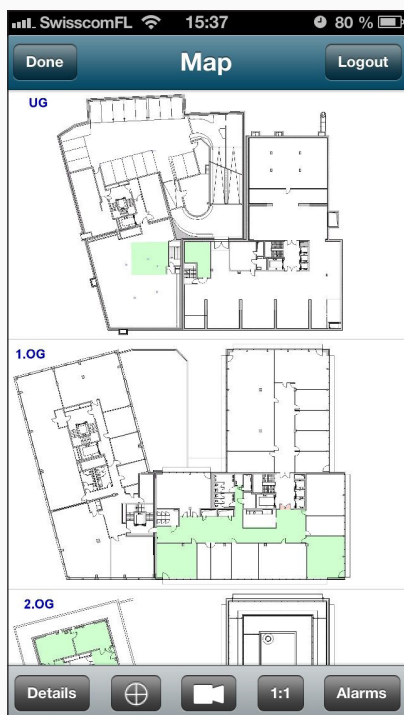 SwisscomFL 15:37 80 %
Done Map Logout
UG
1.OG
2.OG
Details 1:1 Alarms